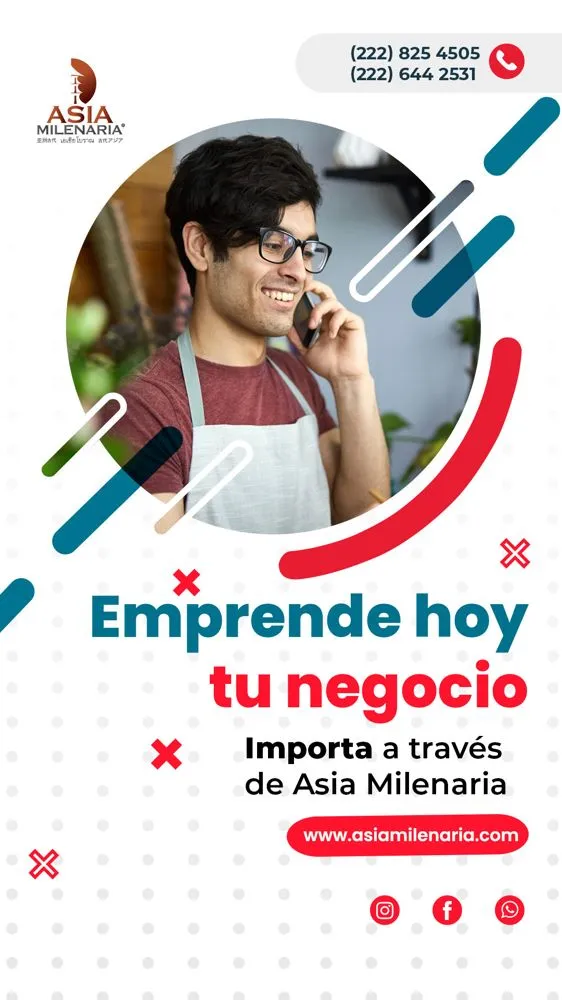 (222) 825 4505
(222) 644 2531
ASIA
MILENARIA®
Emprende hoy
tu negocio
Importa a través
de Asia Milenaria
www.asiamilenaria.com